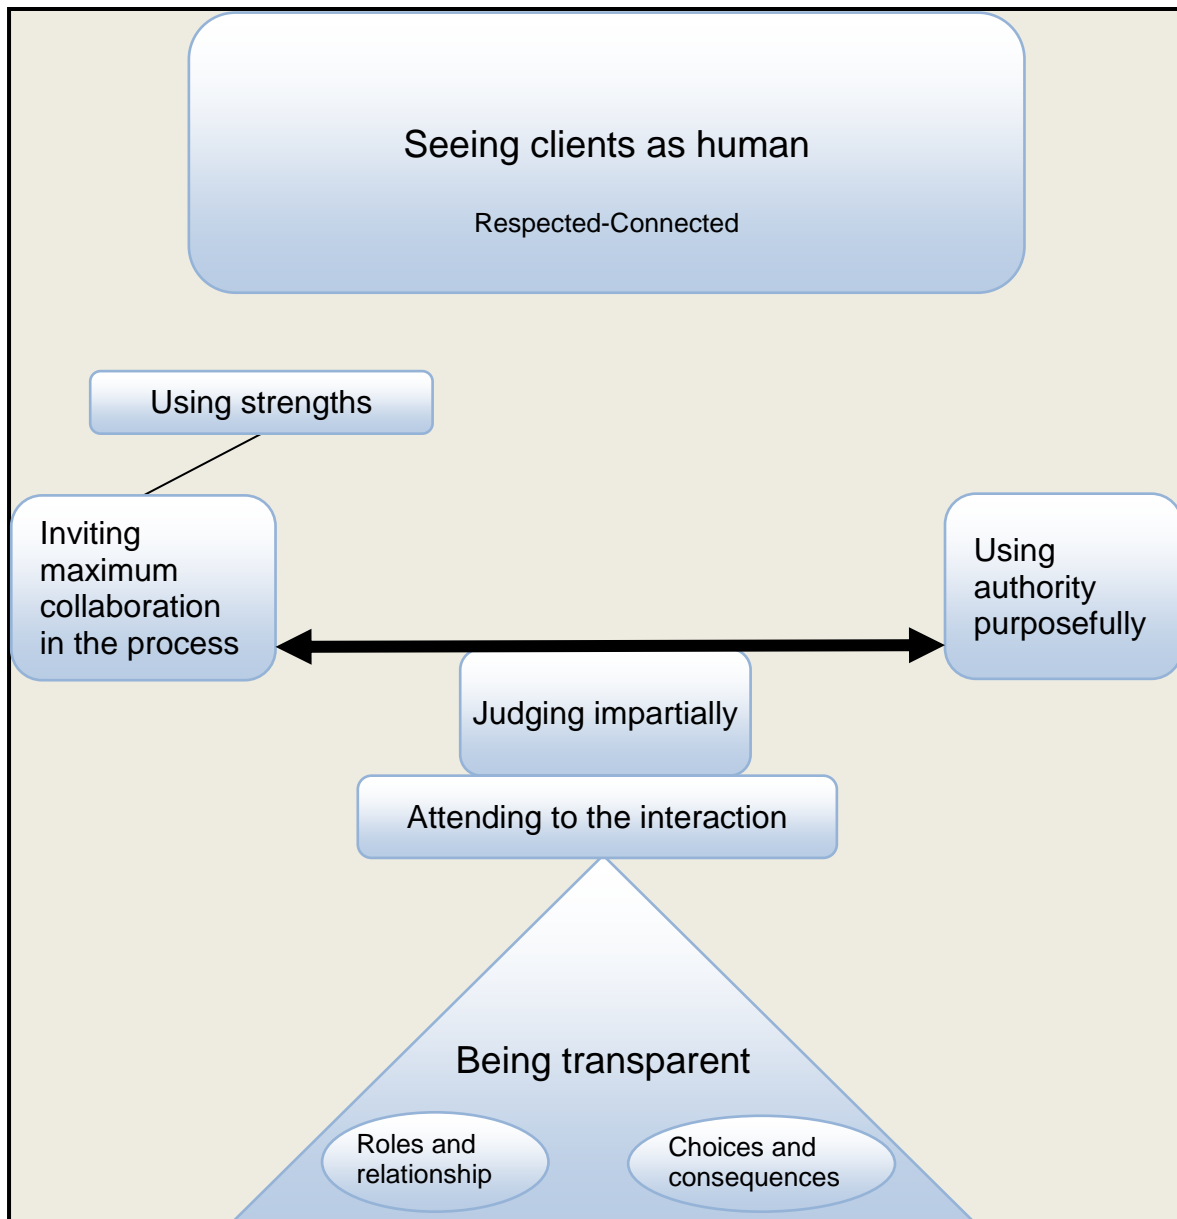 Seeing clients as human
Respected-Connected
Using strengths
Inviting
maximum
collaboration
in the process
Using
authority
purposefully
Judging impartially
Attending to the interaction
Being transparent
Roles and
relationship
Choices and
consequences